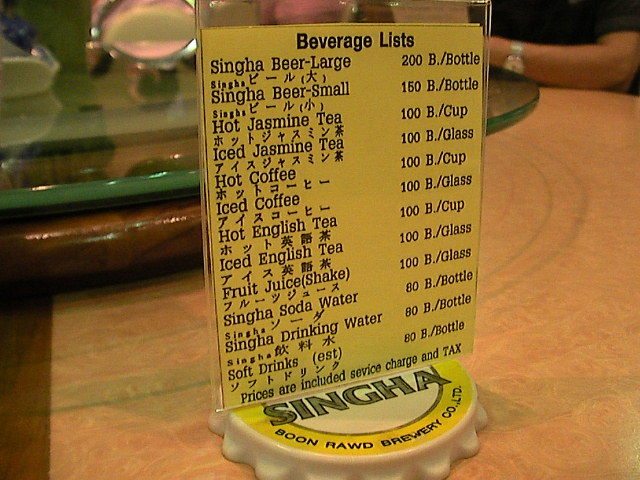 Beverage Lists
Singha Beer-Large 200 B./Bottle
Singhaビール(大)
Singha Beer-Small 150 B./Bottle
Singhaビール(小)
Hot Jasmine Tea 100 B./Cup
ホットジャスミン茶
Iced Jasmine Tea 100 B./Glass
アイスジャスミン茶
Hot Coffee 100 B./Cup
ホットコーヒー
Iced Coffee 100 B./Glass
アイスコーヒー
Hot English Tea 100 B./Cup
ホット英語茶
Iced English Tea 100 B./Glass
アイス英語茶
Fruit Juice(Shake) 100 B./Glass
フルーツジュース
Singha Soda Water 80 B./Bottle
Singhaソーダ
Singha Drinking Water 80 B./Bottle
Singha飲料水
Soft Drinks (est) 80 B./Bottle
ソフトドリンク
Prices are included sevice charge and TAX
SINGHA
BOON RAWD BREWERY CO.,LTD.